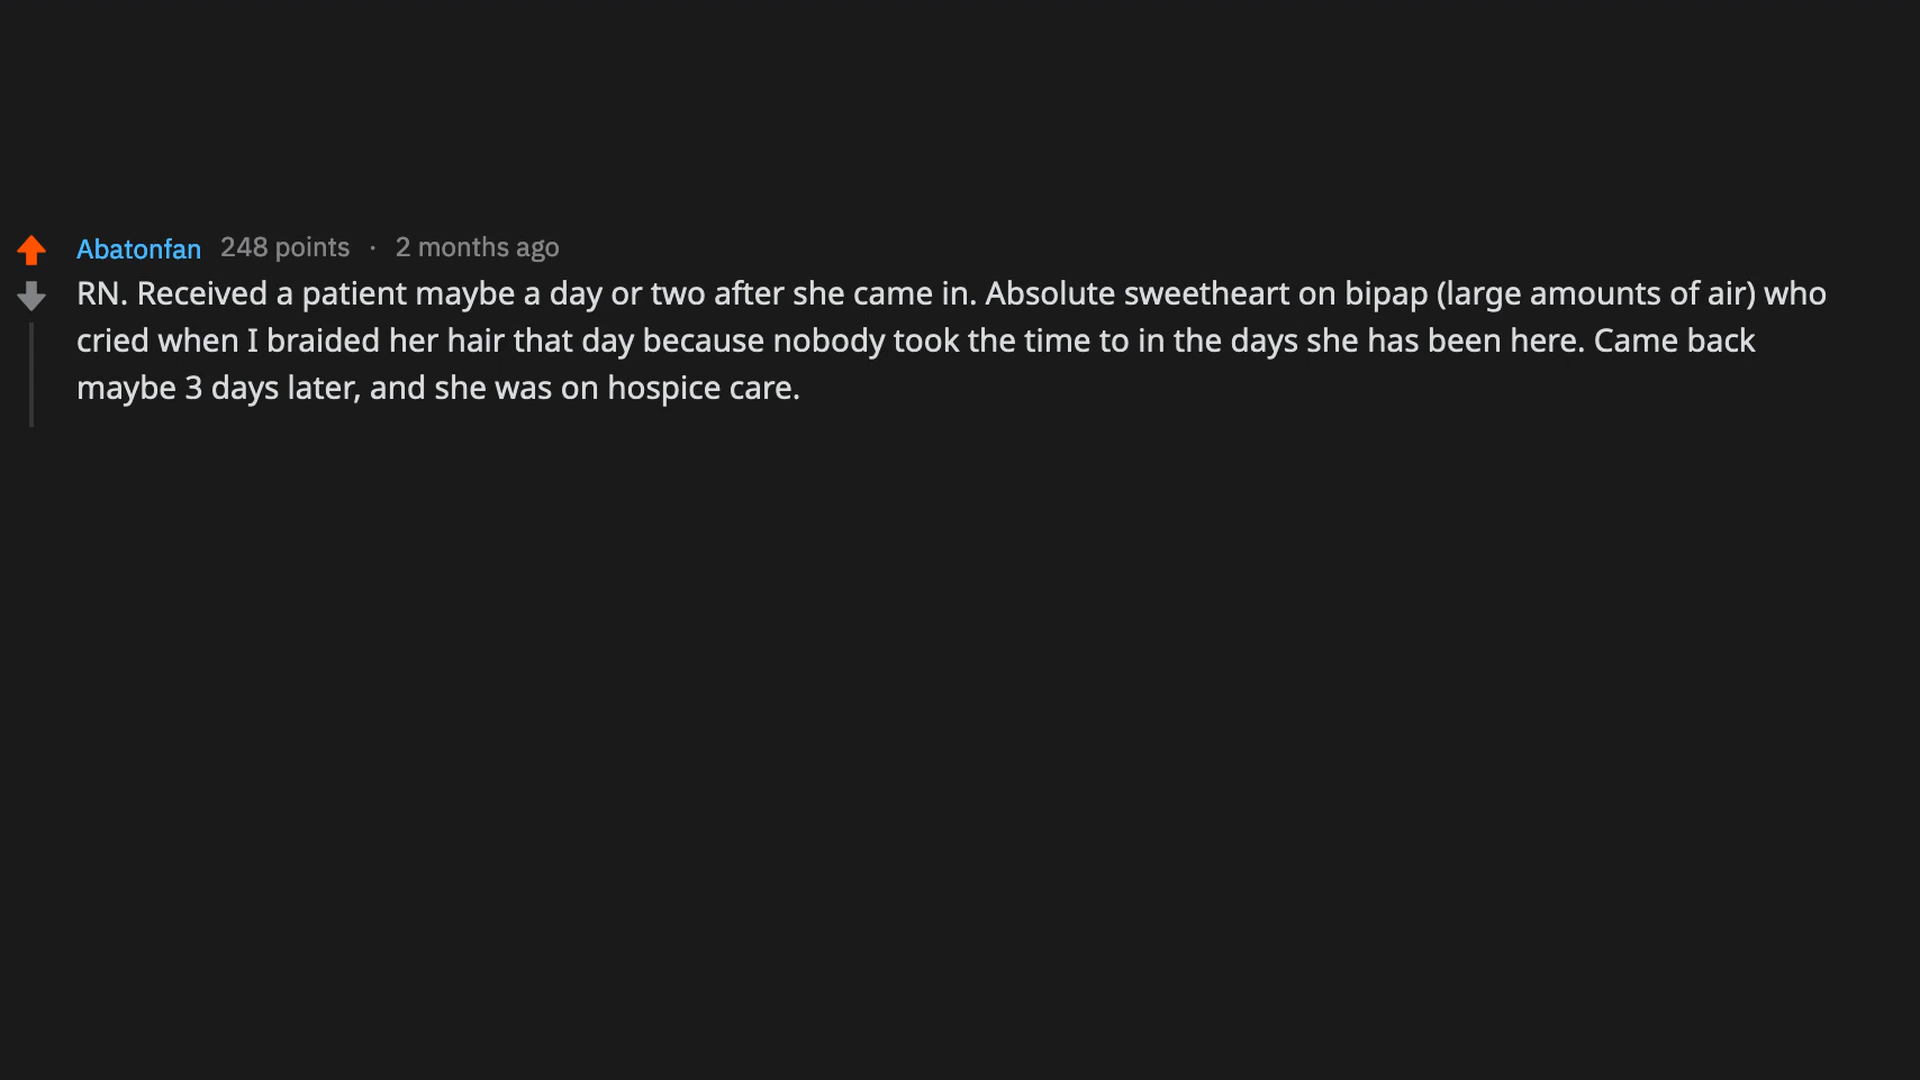 Abatonfan 248 points · 2 months ago
RN. Received a patient maybe a day or two after she came in. Absolute sweetheart on bipap (large amounts of air) who
cried when I braided her hair that day because nobody took the time to in the days she has been here. Came back
maybe 3 days later, and she was on hospice care.